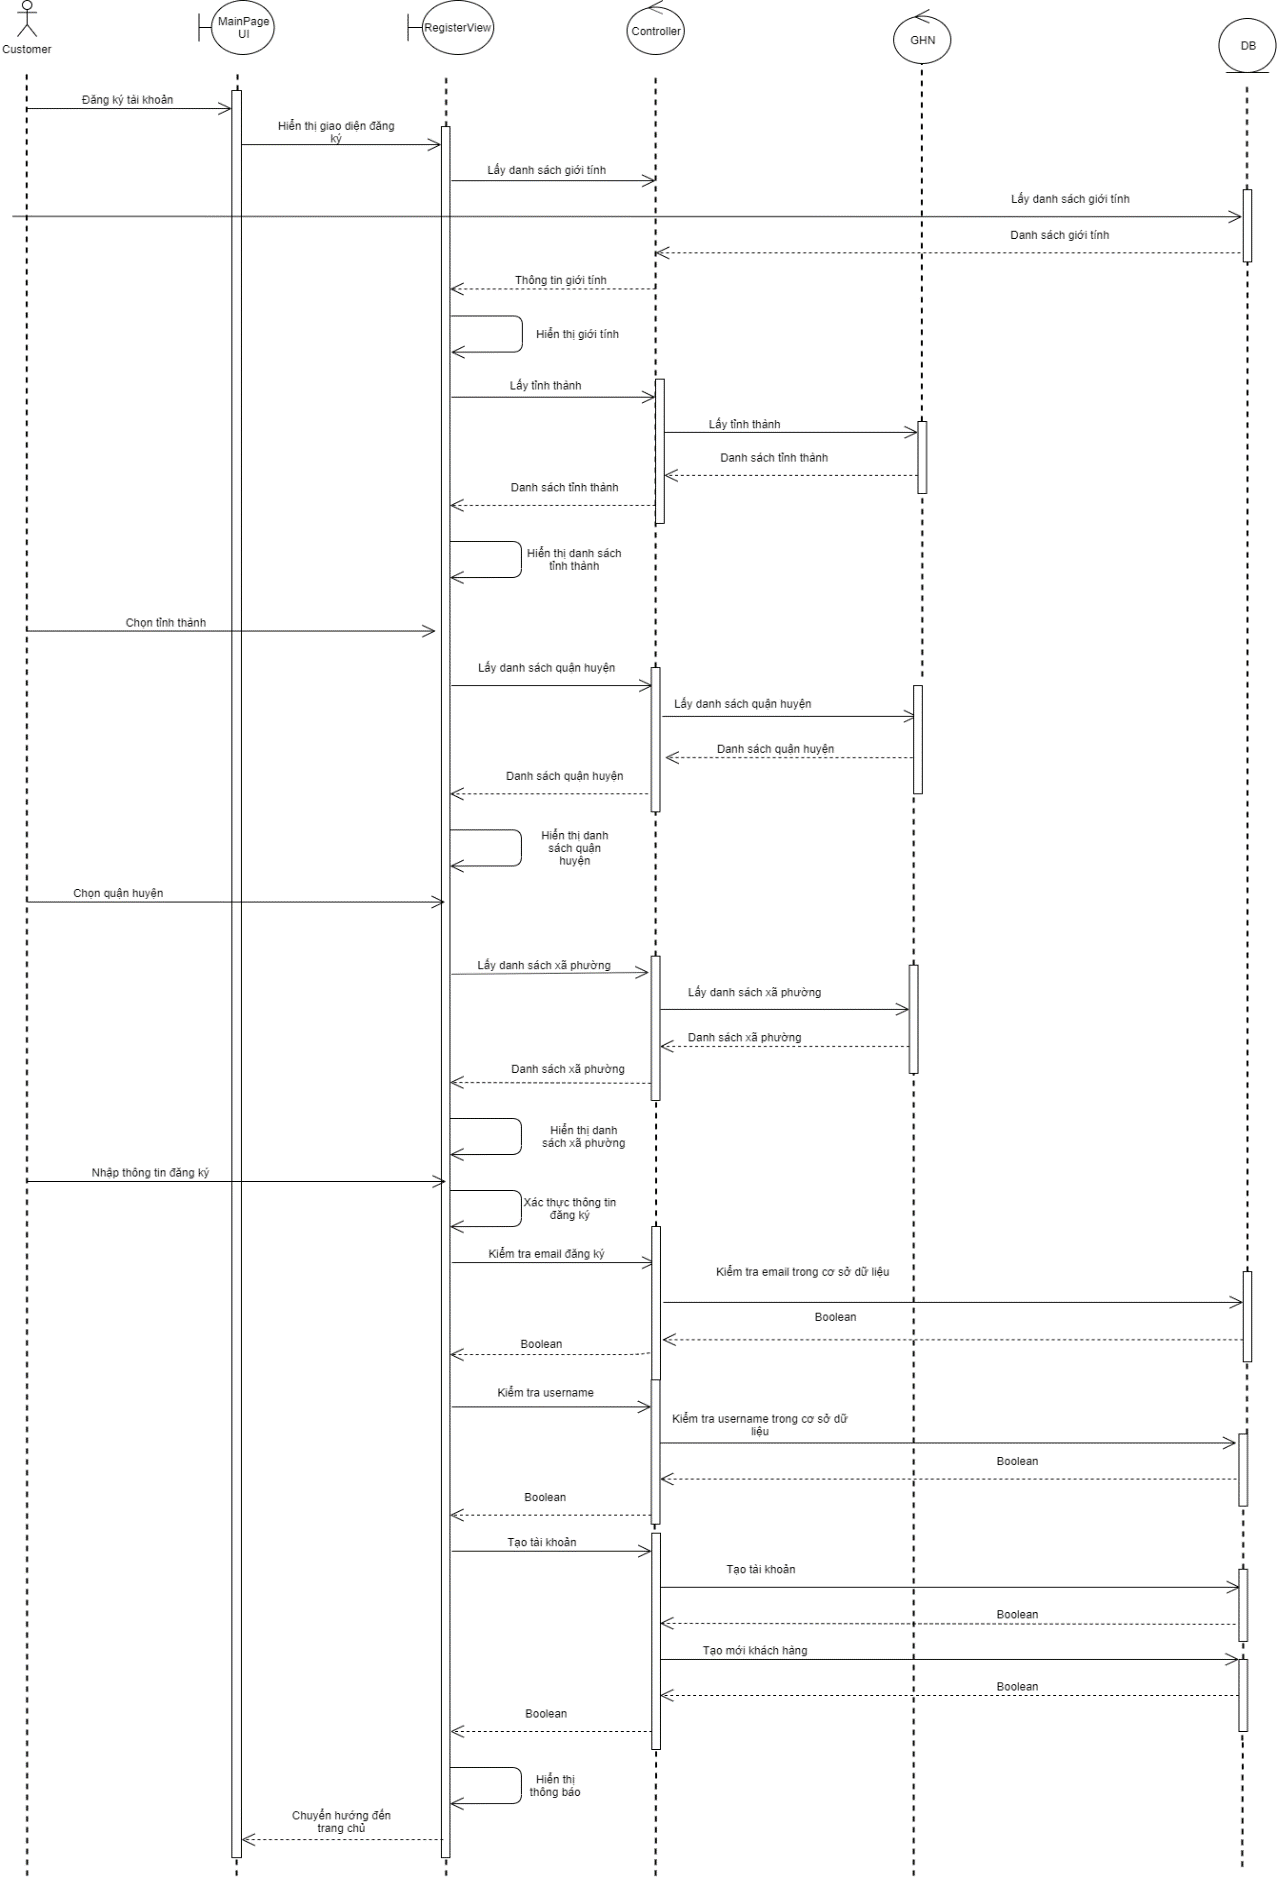 Customer
MainPage
UI
RegisterView
Controller
GHN
DB
Đăng ký tài khoản
Hiển thị giao diện đăng
ký
Lấy danh sách giới tính
Lấy danh sách giới tính
Danh sách giới tính
Thông tin giới tính
Hiển thị giới tính
Lấy tỉnh thành
Lấy tỉnh thành
Danh sách tỉnh thành
Danh sách tỉnh thành
Hiển thị danh sách
tỉnh thành
Chọn tỉnh thành
Lấy danh sách quận huyện
Lấy danh sách quận huyện
Danh sách quận huyện
Danh sách quận huyện
Hiển thị danh
sách quận
huyện
Chọn quận huyện
Lấy danh sách xã phường
Lấy danh sách xã phường
Danh sách xã phường
Danh sách xã phường
Hiển thị danh
sách xã phường
Nhập thông tin đăng ký
Xác thực thông tin
đăng ký
Kiểm tra email đăng ký
Kiểm tra email trong cơ sở dữ liệu
Boolean
Boolean
Kiểm tra username
Kiểm tra username trong cơ sở dữ
liệu
Boolean
Boolean
Tạo tài khoản
Tạo tài khoản
Boolean
Tạo mới khách hàng
Boolean
Boolean
Hiển thị
thông báo
Chuyển hướng đến
trang chủ